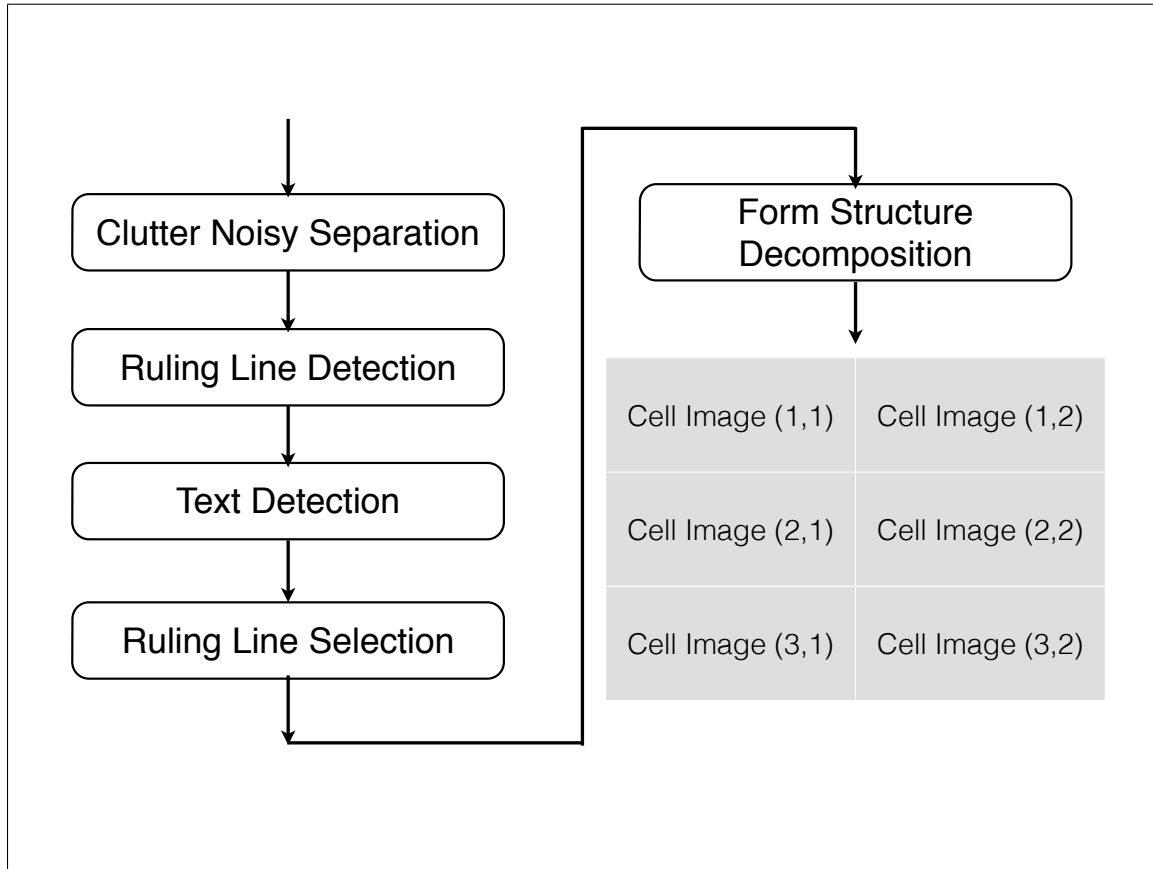 Clutter Noisy Separation
Ruling Line Detection
Text Detection
Ruling Line Selection
Form Structure
Decomposition
Cell Image (1,1)
Cell Image (1,2)
Cell Image (2,1)
Cell Image (2,2)
Cell Image (3,1)
Cell Image (3,2)